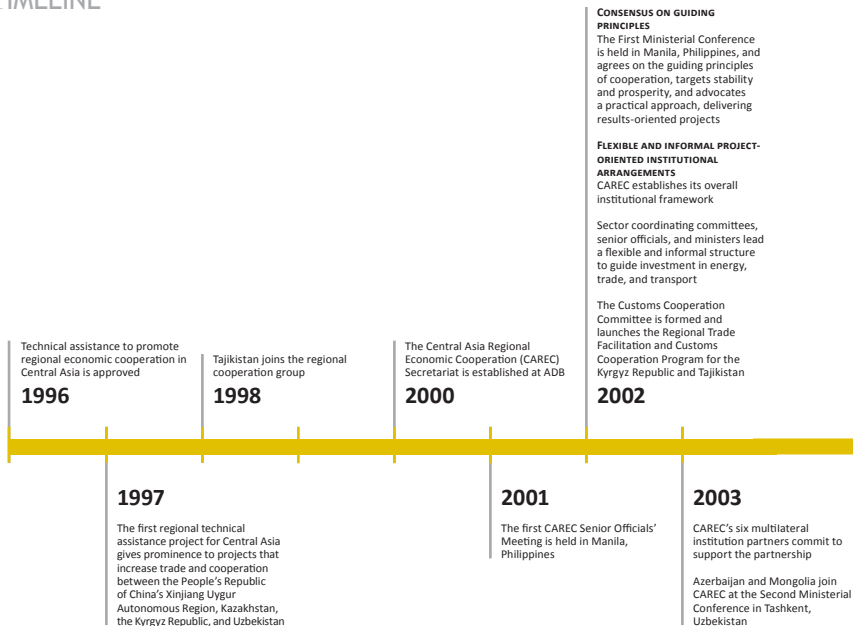 TIMELINE
CONSENSUS ON GUIDING
PRINCIPLES
The First Ministerial Conference
is held in Manila, Philippines, and
agrees on the guiding principles
of cooperation, targets stability
and prosperity, and advocates
a practical approach, delivering
results-oriented projects
FLEXIBLE AND INFORMAL PROJECT-
ORIENTED INSTITUTIONAL
ARRANGEMENTS
CAREC establishes its overall
institutional framework
Sector coordinating committees,
senior officials, and ministers lead
a flexible and informal structure
to guide investment in energy,
trade, and transport
The Customs Cooperation
Committee is formed and
launches the Regional Trade
Facilitation and Customs
Cooperation Program for the
Kyrgyz Republic and Tajikistan
2002
Technical assistance to promote
regional economic cooperation in
Central Asia is approved
1996
Tajikistan joins the regional
cooperation group
1998
The Central Asia Regional
Economic Cooperation (CAREC)
Secretariat is established at ADB
2000
1997
The first regional technical
assistance project for Central Asia
gives prominence to projects that
increase trade and cooperation
between the People's Republic
of China's Xinjiang Uygur
Autonomous Region, Kazakhstan,
the Kyrgyz Republic, and Uzbekistan
2001
The first CAREC Senior Officials'
Meeting is held in Manila,
Philippines
2003
CAREC's six multilateral
institution partners commit to
support the partnership
Azerbaijan and Mongolia join
CAREC at the Second Ministerial
Conference in Tashkent,
Uzbekistan